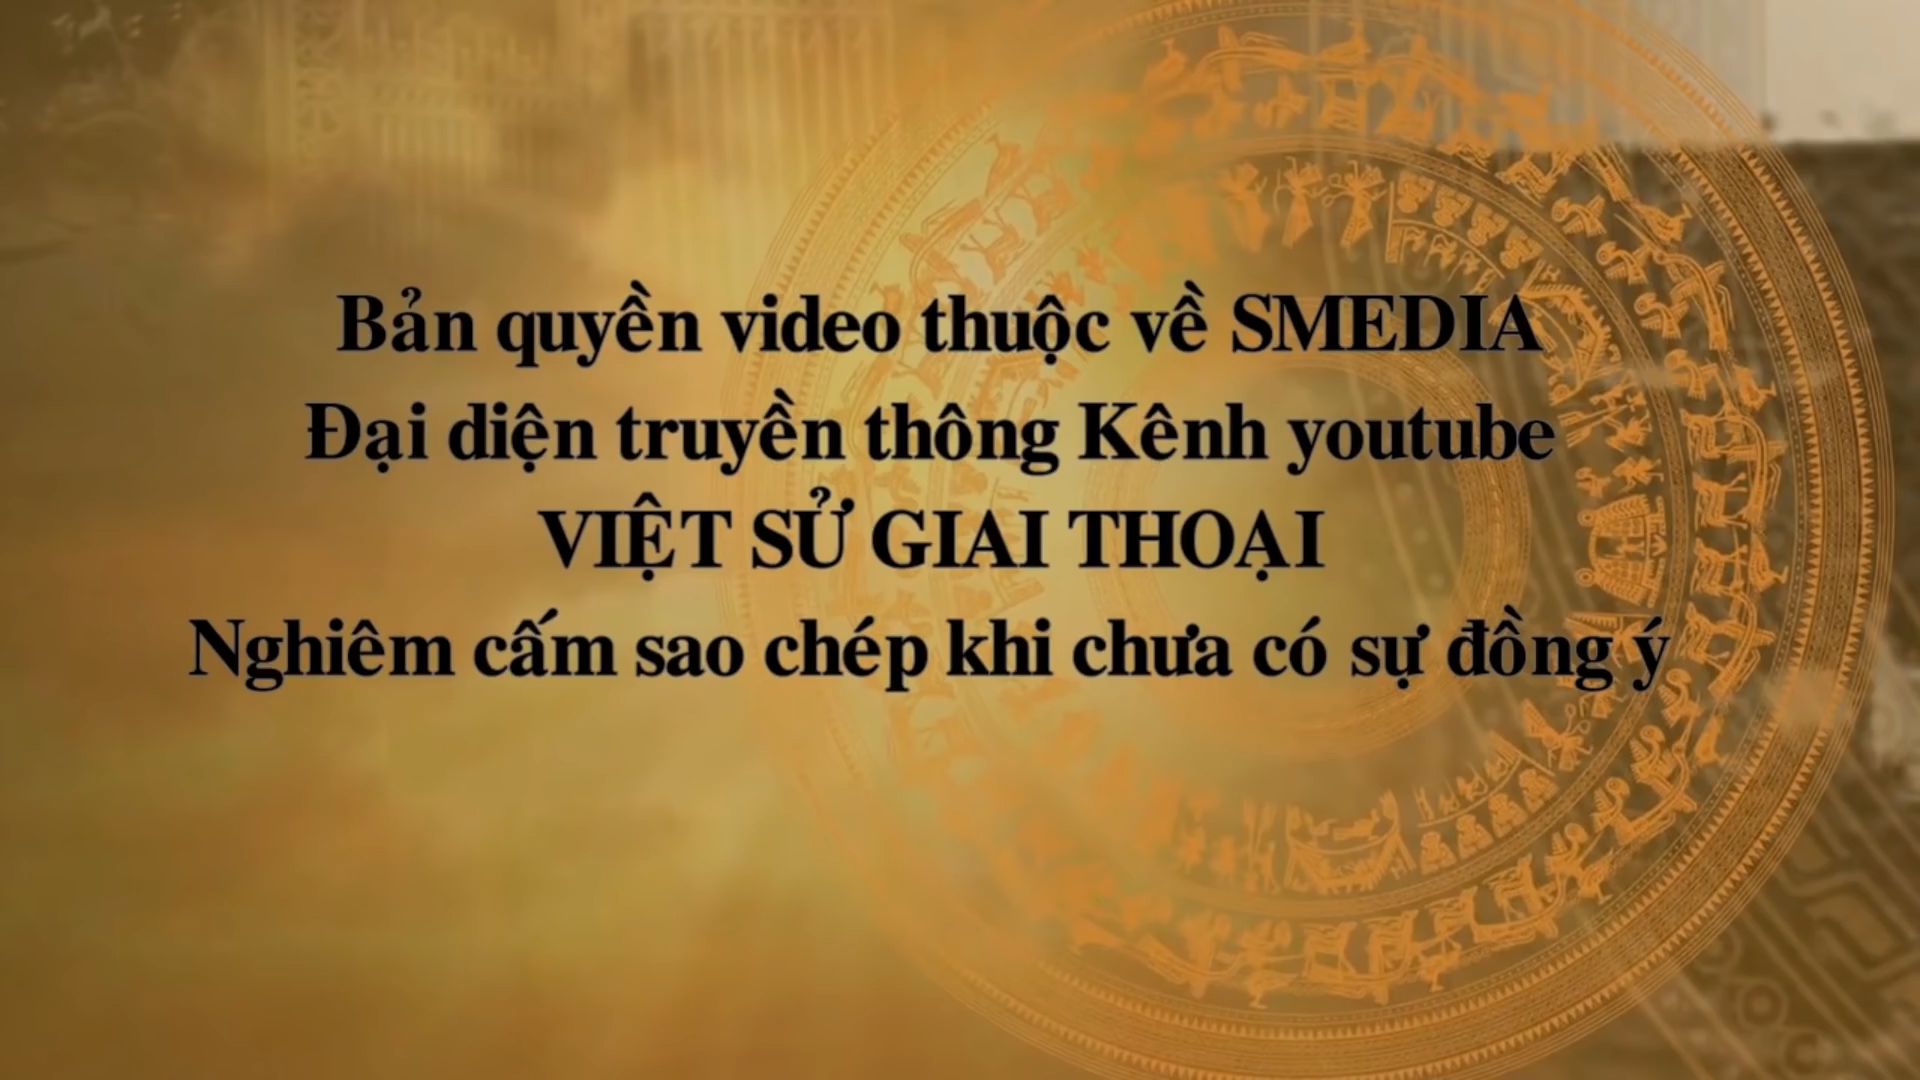 Bản quyền video thuộc về SMEDIA
Đại diện truyền thông Kênh youtube
VIỆT SỬ GIAI THOẠI
Nghiêm cấm sao chép khi chưa có sự đồng ý